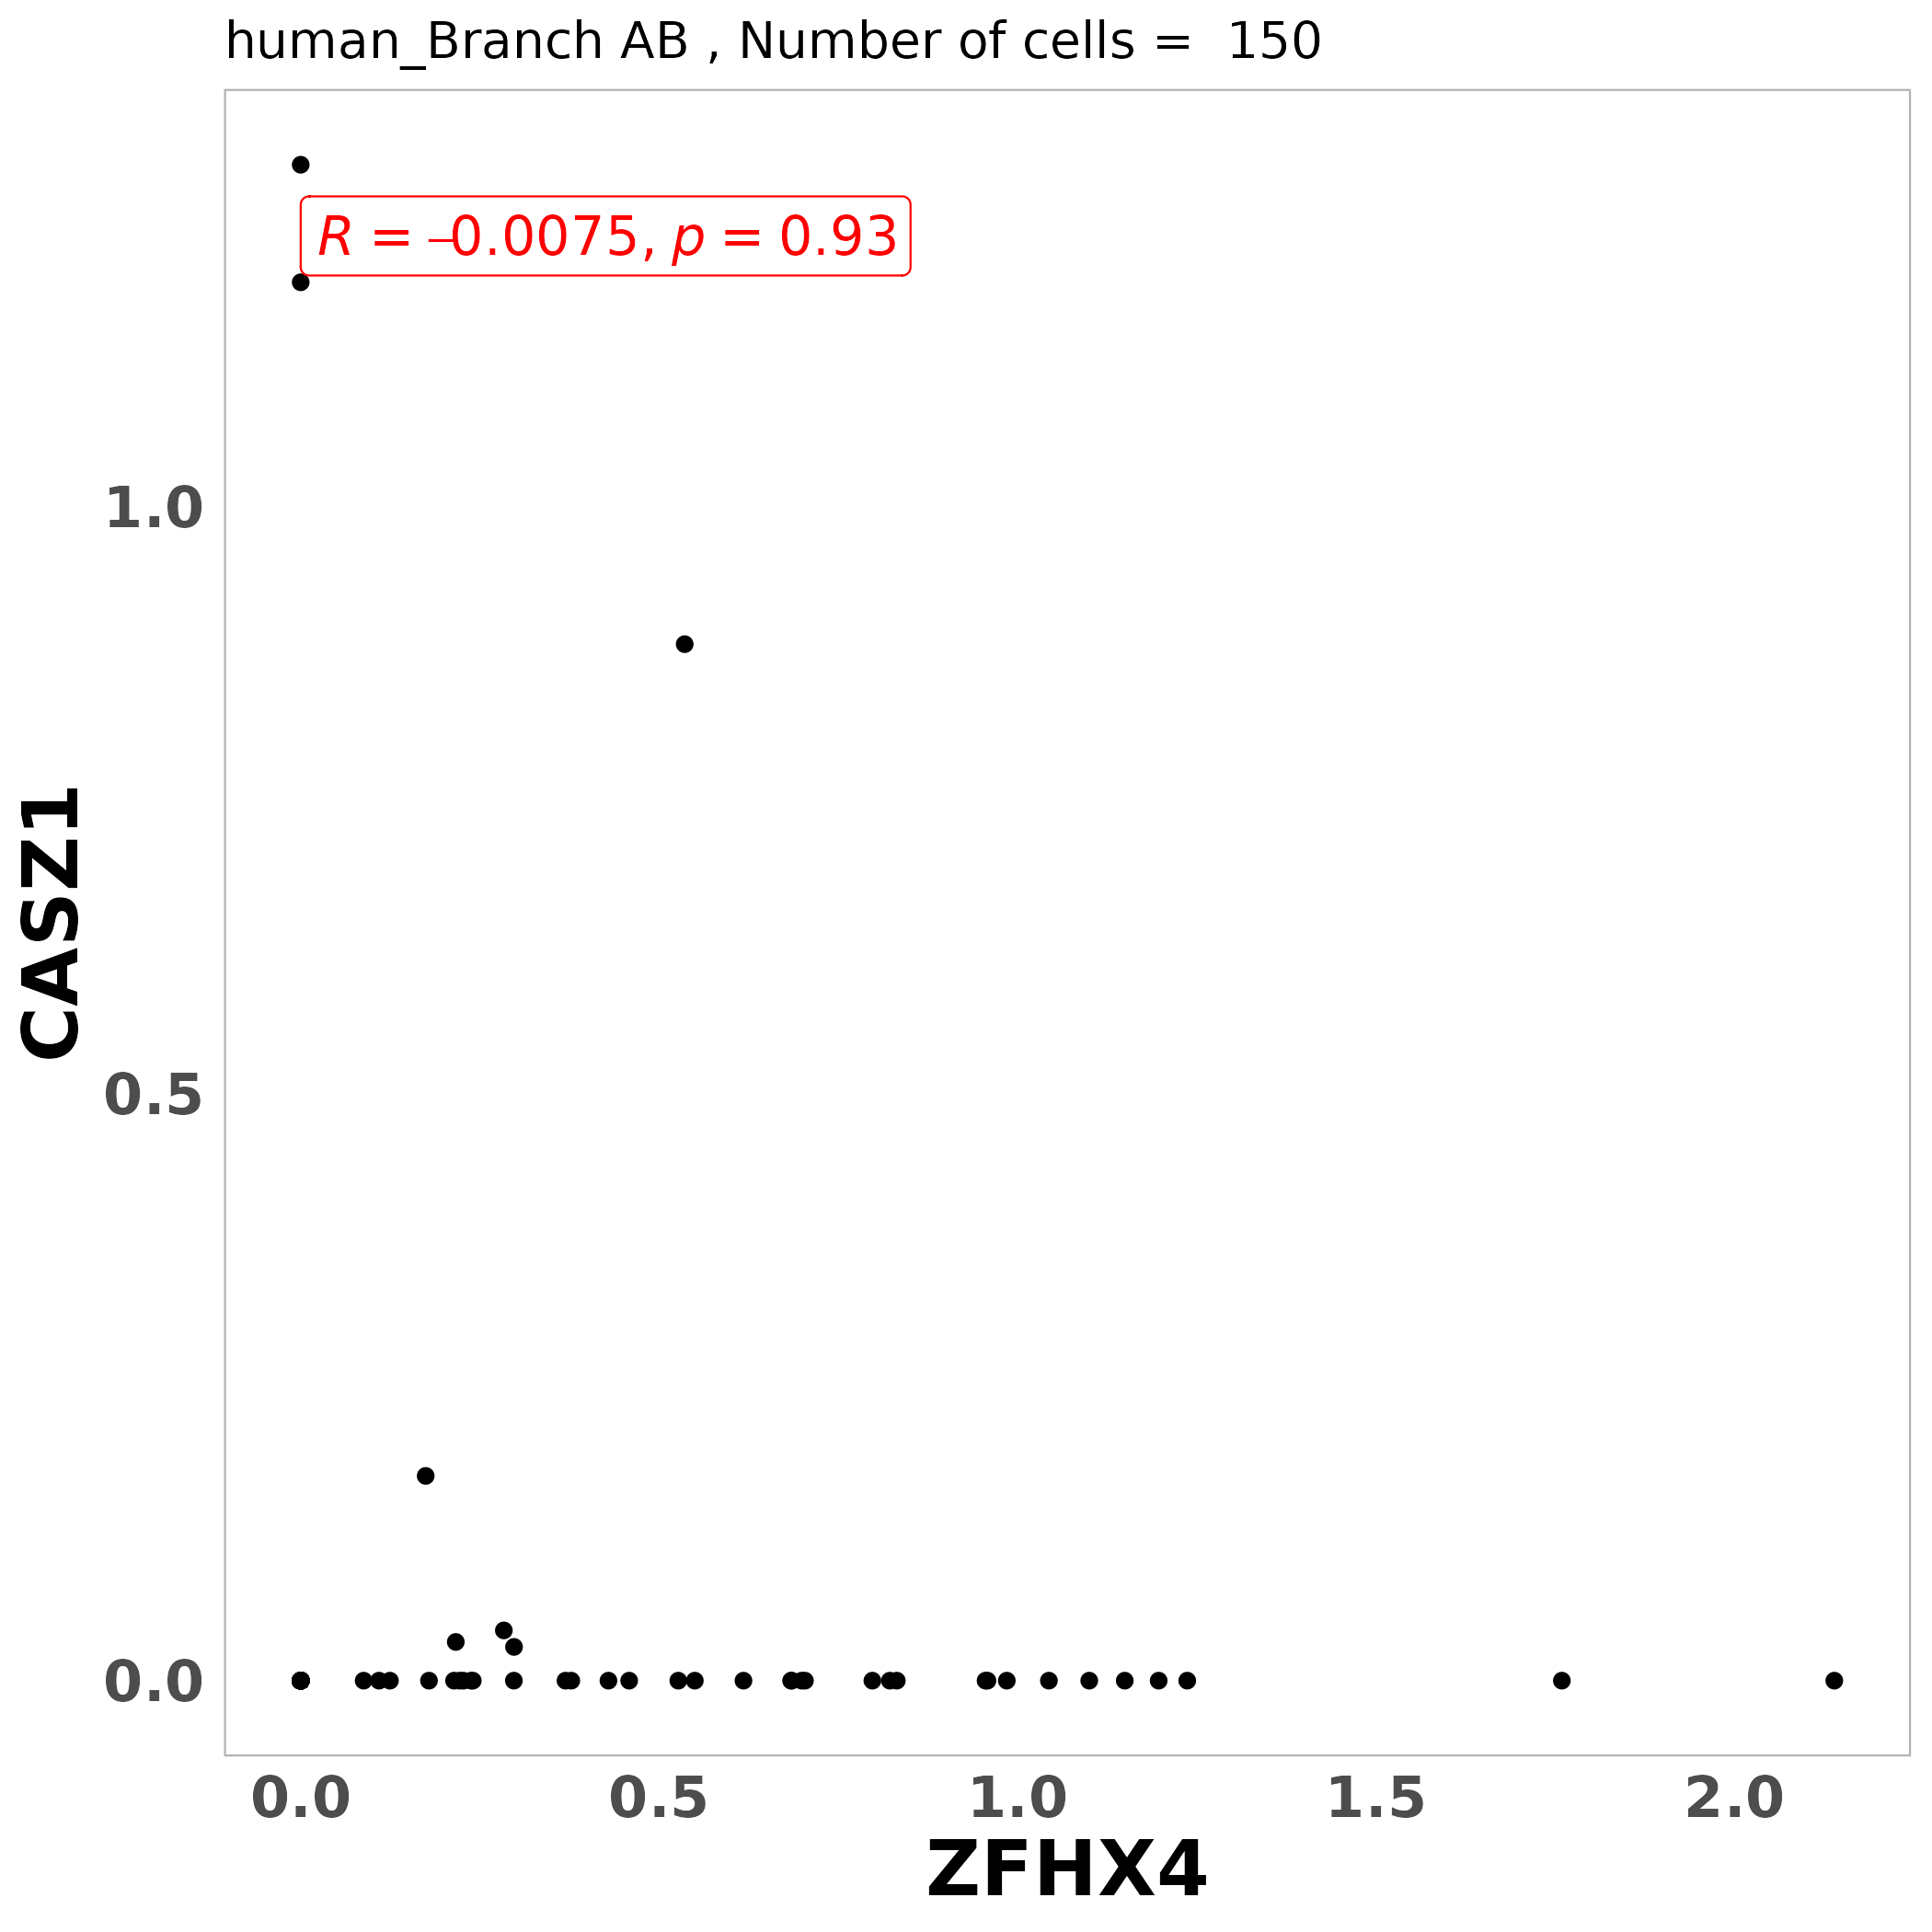 human_Branch AB , Number of cells =  150
R = –0.0075, p = 0.93
1.0
0.5
0.0
CASZ1
0.0 0.5 1.0 1.5 2.0
ZFHX4